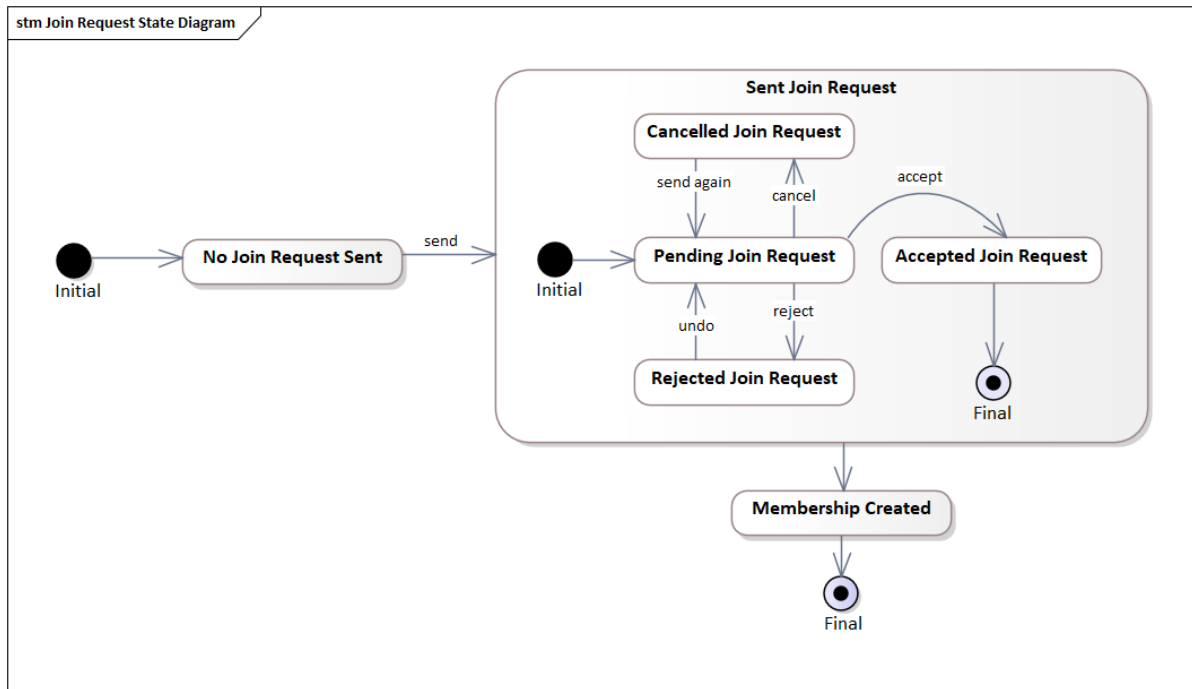 stm Join Request State Diagram
Sent Join Request
Cancelled Join Request
send again
cancel
accept
send
No Join Request Sent
Initial
Initial
Pending Join Request
Accepted Join Request
undo
reject
Rejected Join Request
Final
Membership Created
Final